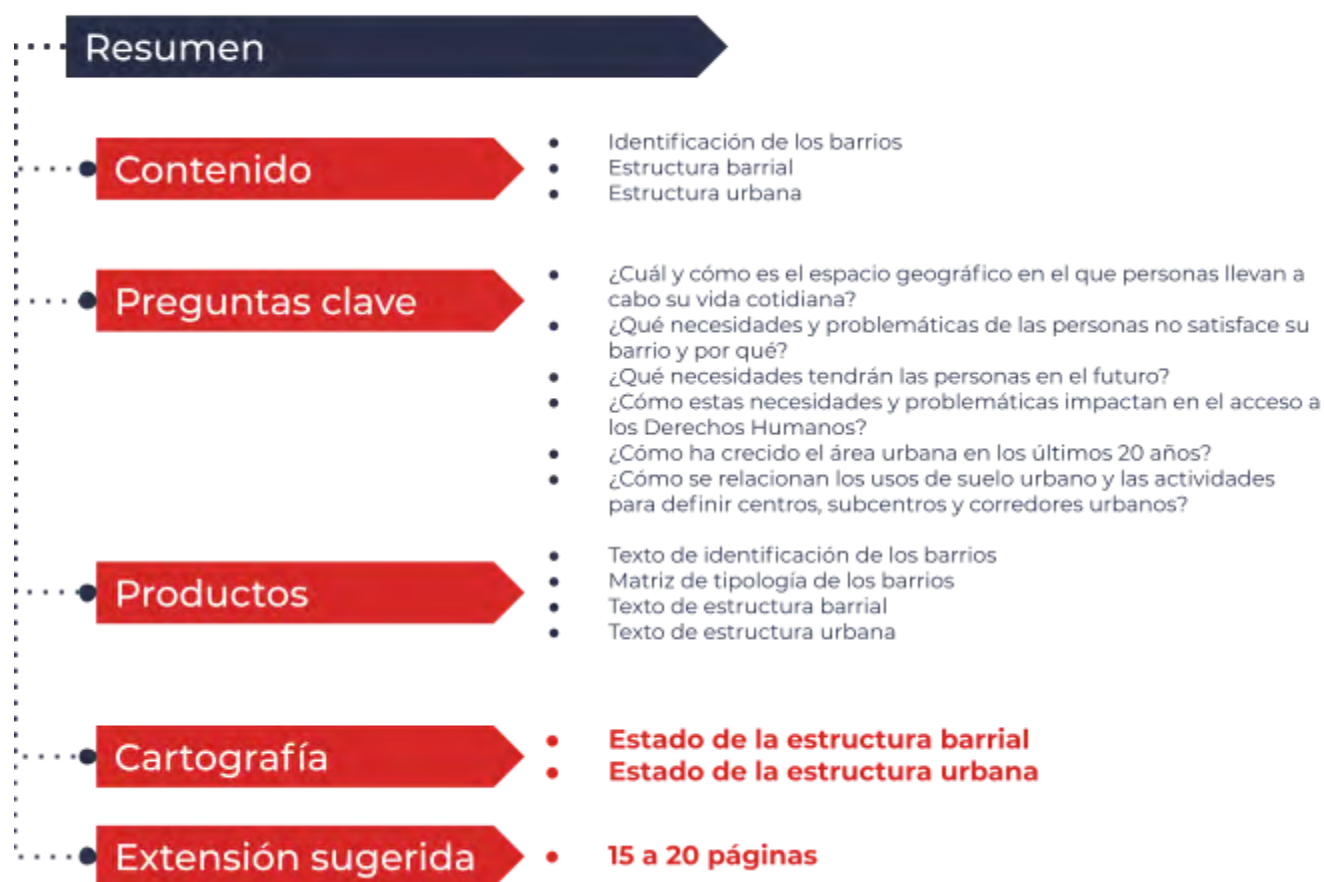 Resumen
Contenido
• Identificación de los barrios
• Estructura barrial
• Estructura urbana
Preguntas clave
• ¿Cuál y cómo es el espacio geográfico en el que personas llevan a
cabo su vida cotidiana?
• ¿Qué necesidades y problemáticas de las personas no satisface su
barrio y por qué?
• ¿Qué necesidades tendrán las personas en el futuro?
• ¿Cómo estas necesidades y problemáticas impactan en el acceso a
los Derechos Humanos?
• ¿Cómo ha crecido el área urbana en los últimos 20 años?
• ¿Cómo se relacionan los usos de suelo urbano y las actividades
para definir centros, subcentros y corredores urbanos?
Productos
• Texto de identificación de los barrios
• Matriz de tipología de los barrios
• Texto de estructura barrial
• Texto de estructura urbana
Cartografía
• Estado de la estructura barrial
• Estado de la estructura urbana
Extensión sugerida
• 15 a 20 páginas